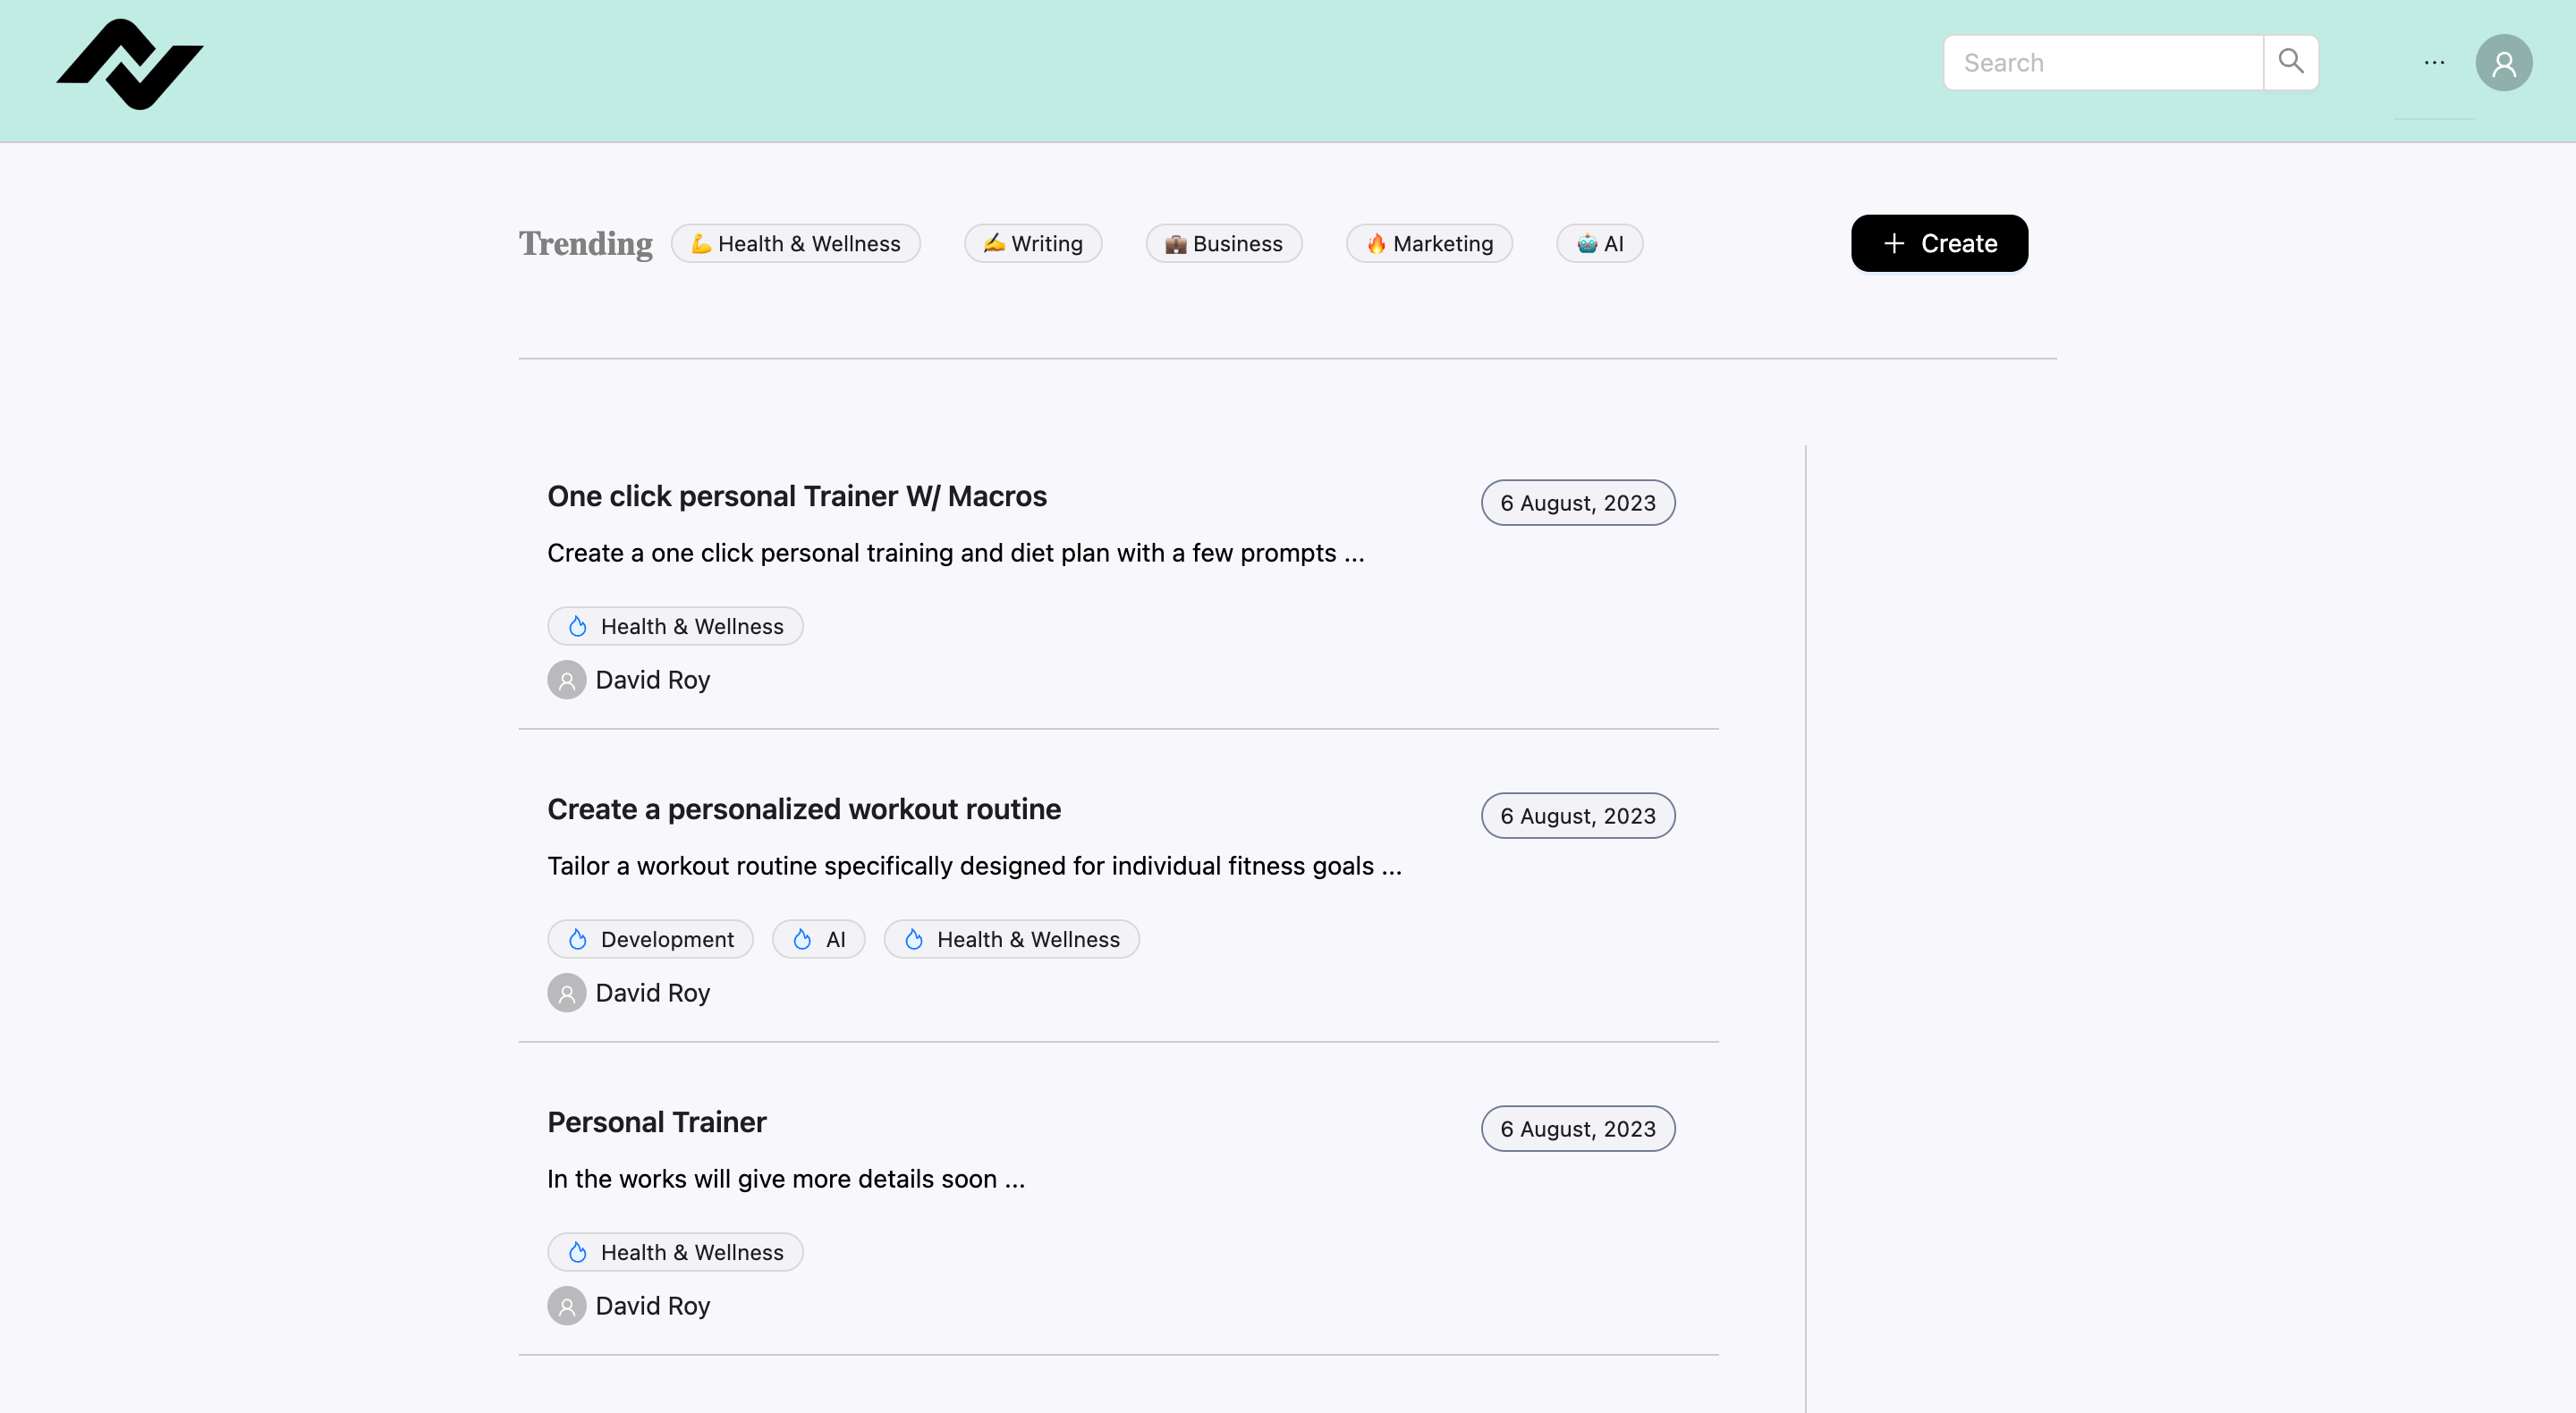 Search
...
Trending 💪 Health & Wellness ✍️ Writing 💼 Business 🔥 Marketing 🤖 AI + Create
One click personal Trainer W/ Macros
6 August, 2023
Create a one click personal training and diet plan with a few prompts ...
Health & Wellness
David Roy
Create a personalized workout routine
6 August, 2023
Tailor a workout routine specifically designed for individual fitness goals ...
Development AI Health & Wellness
David Roy
Personal Trainer
6 August, 2023
In the works will give more details soon ...
Health & Wellness
David Roy